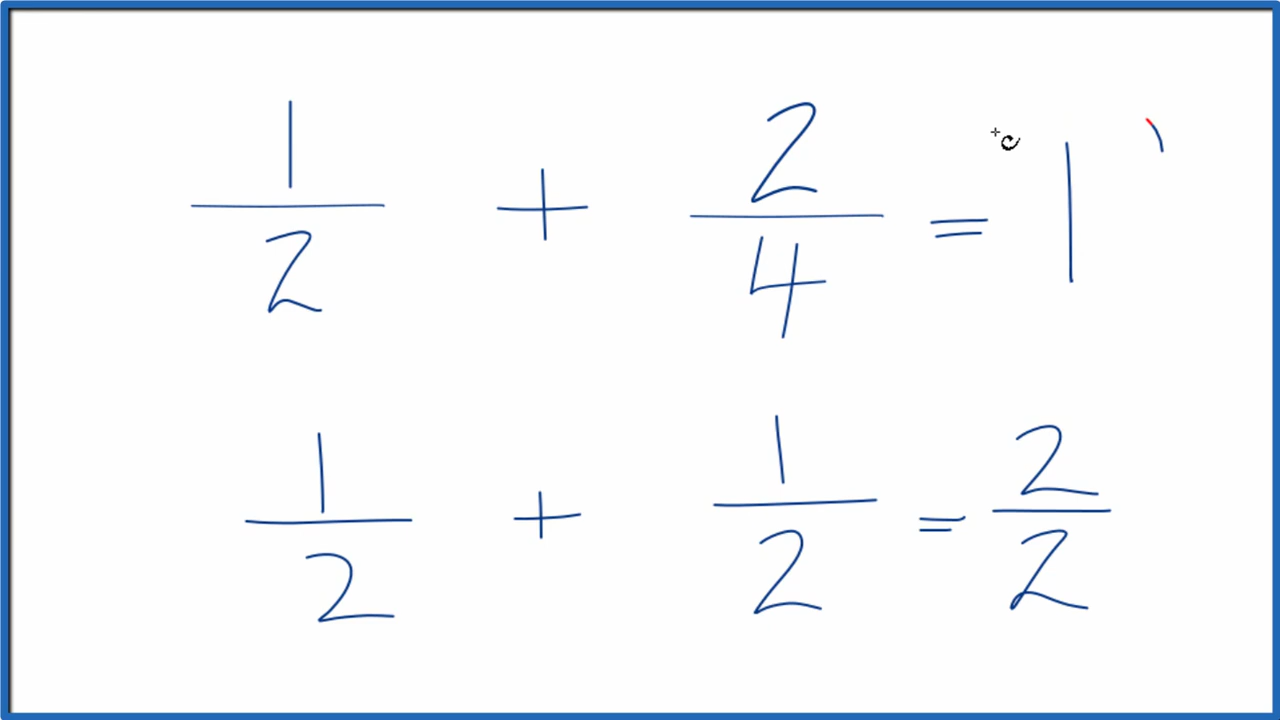 1/2 + 2/4 = 1
1/2 + 1/2 = 2/2